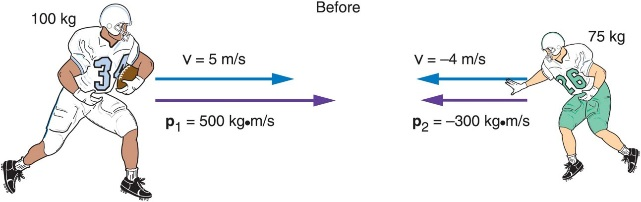 Before
100 kg
v = 5 m/s
p₁ = 500 kg•m/s
34
v = –4 m/s
p₂ = –300 kg•m/s
75 kg
26